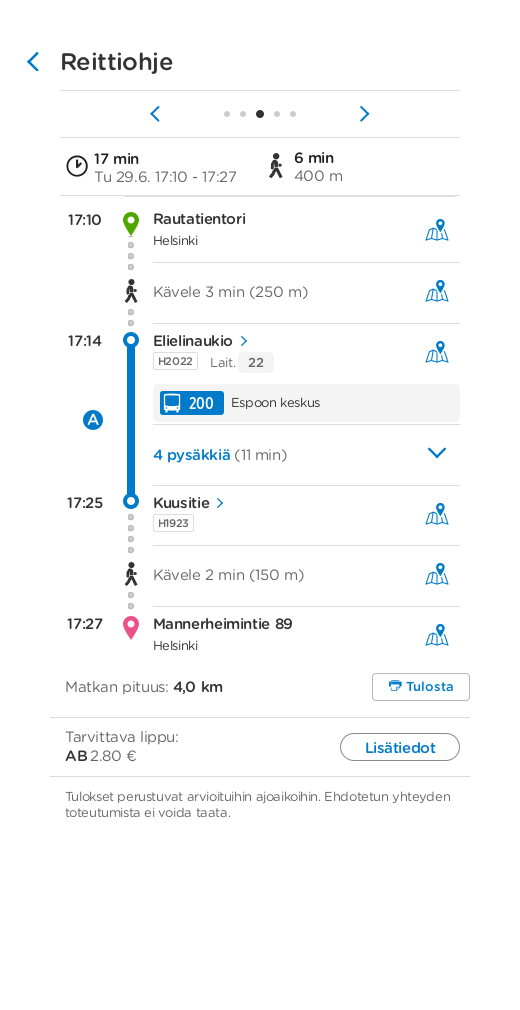 Reittiohje
17 min
Tu 29.6. 17:10 - 17:27
6 min
400 m
17:10 Rautatientori
Helsinki
Kävele 3 min (250 m)
17:14 Elielinaukio
H2022 Lait. 22
200 Espoon keskus
A
4 pysäkkiä (11 min)
17:25 Kuusitie
H1923
Kävele 2 min (150 m)
17:27 Mannerheimintie 89
Helsinki
Matkan pituus: 4,0 km
Tulosta
Tarvittava lippu:
AB 2.80 €
Lisätiedot
Tulokset perustuvat arvioituihin ajoaikoihin. Ehdotetun yhteyden
toteutumista ei voida taata.